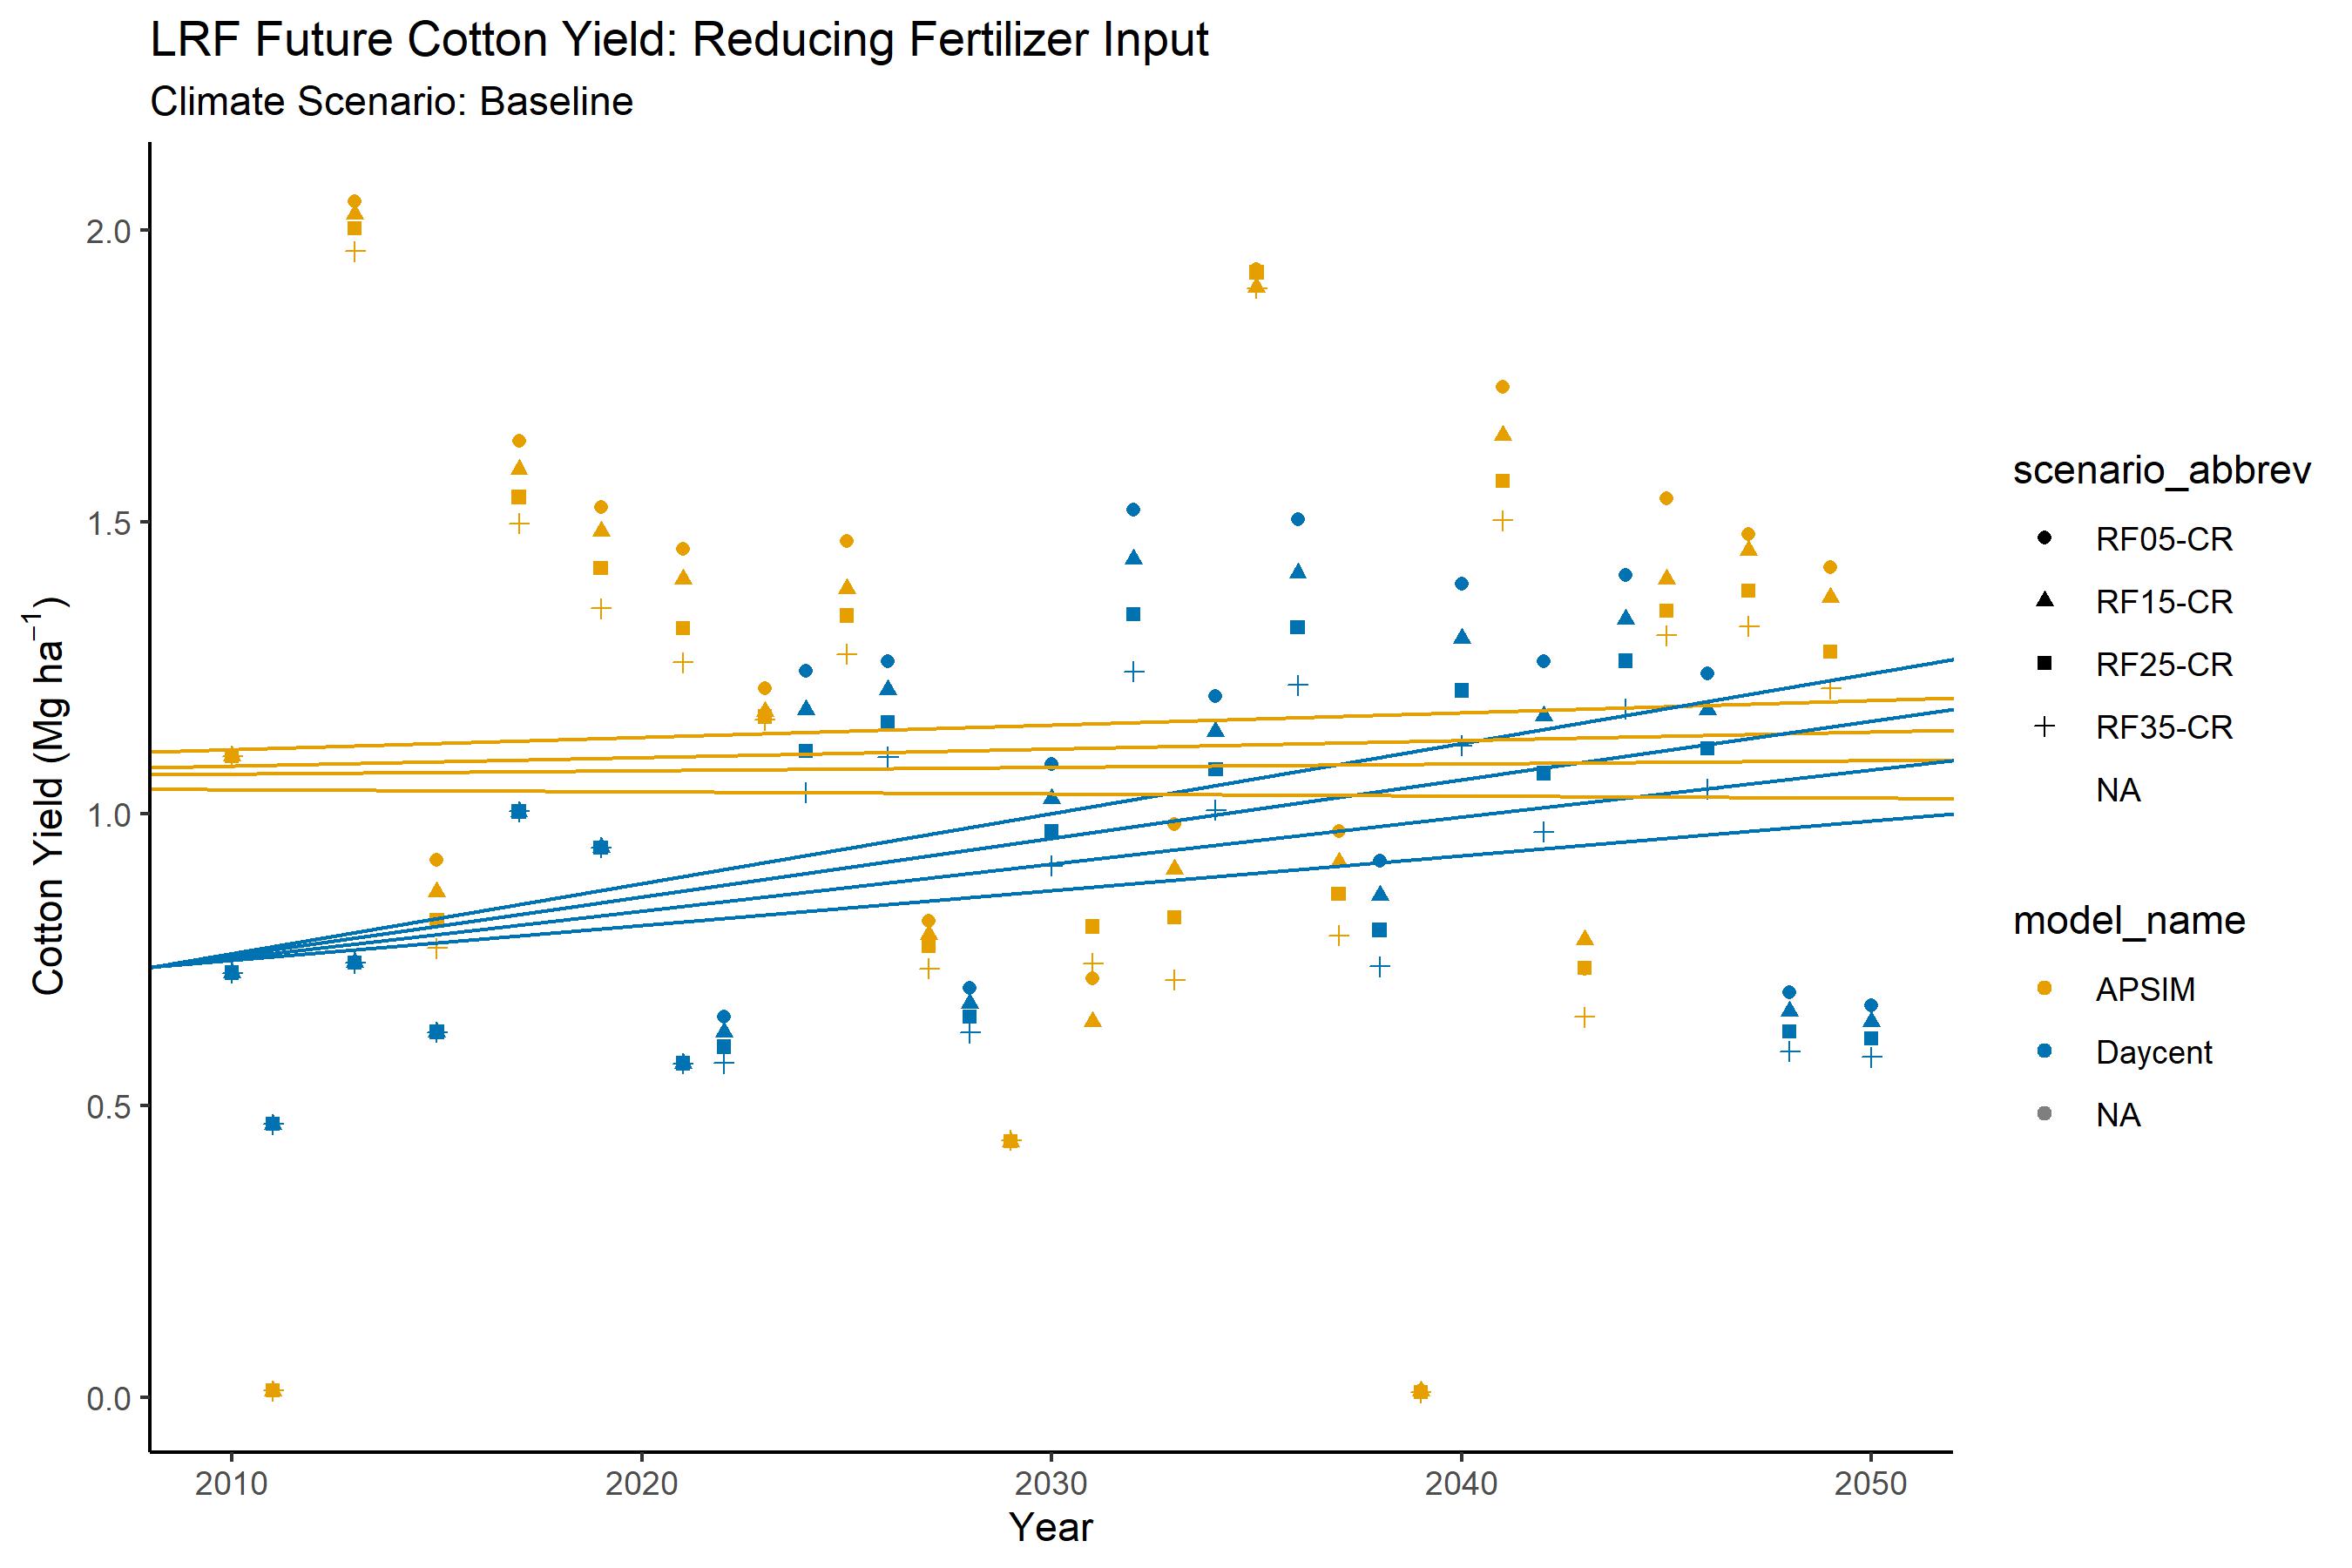 LRF Future Cotton Yield: Reducing Fertilizer Input
Climate Scenario: Baseline
Cotton Yield (Mg ha⁻¹)
2.0
1.5
1.0
0.5
0.0
2010 2020 2030 2040 2050
Year
scenario_abbrev
RF05-CR
RF15-CR
RF25-CR
RF35-CR
NA
model_name
APSIM
Daycent
NA